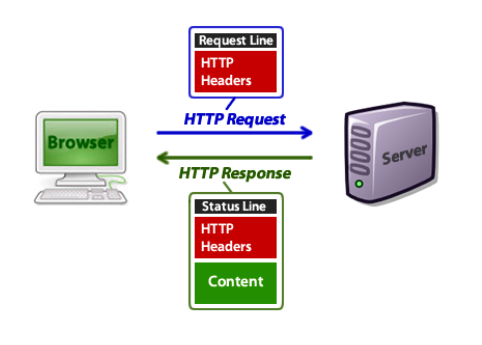 Request Line
HTTP
Headers
HTTP Request
Browser
Server
HTTP Response
Status Line
HTTP
Headers
Content